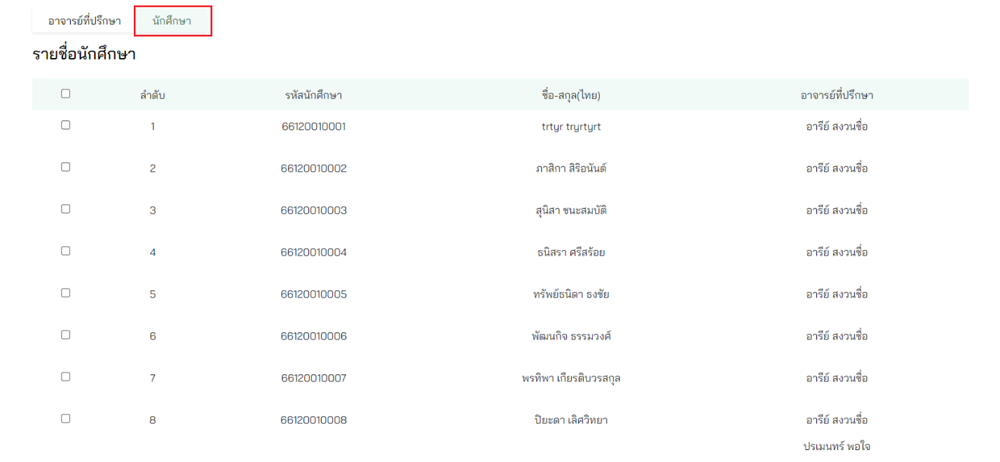 อาจารย์ที่ปรึกษา นักศึกษา
รายชื่อนักศึกษา
ลำดับ รหัสนักศึกษา ชื่อ-สกุล(ไทย) อาจารย์ที่ปรึกษา
1 66120010001 trtyr tryrtyrt อารีย์ สงวนชื่อ
2 66120010002 ภาสิกา สิริอนันต์ อารีย์ สงวนชื่อ
3 66120010003 สุนิสา ชนะสมบัติ อารีย์ สงวนชื่อ
4 66120010004 ธนิสรา ศรีสร้อย อารีย์ สงวนชื่อ
5 66120010005 ทรัพย์ธนิดา ธงชัย อารีย์ สงวนชื่อ
6 66120010006 พัฒนกิจ ธรรมวงศ์ อารีย์ สงวนชื่อ
7 66120010007 พรทิพา เกียรติบวรสกุล อารีย์ สงวนชื่อ
8 66120010008 ปิยะดา เลิศวิทยา อารีย์ สงวนชื่อ
ปรเมนทร์ พอใจ